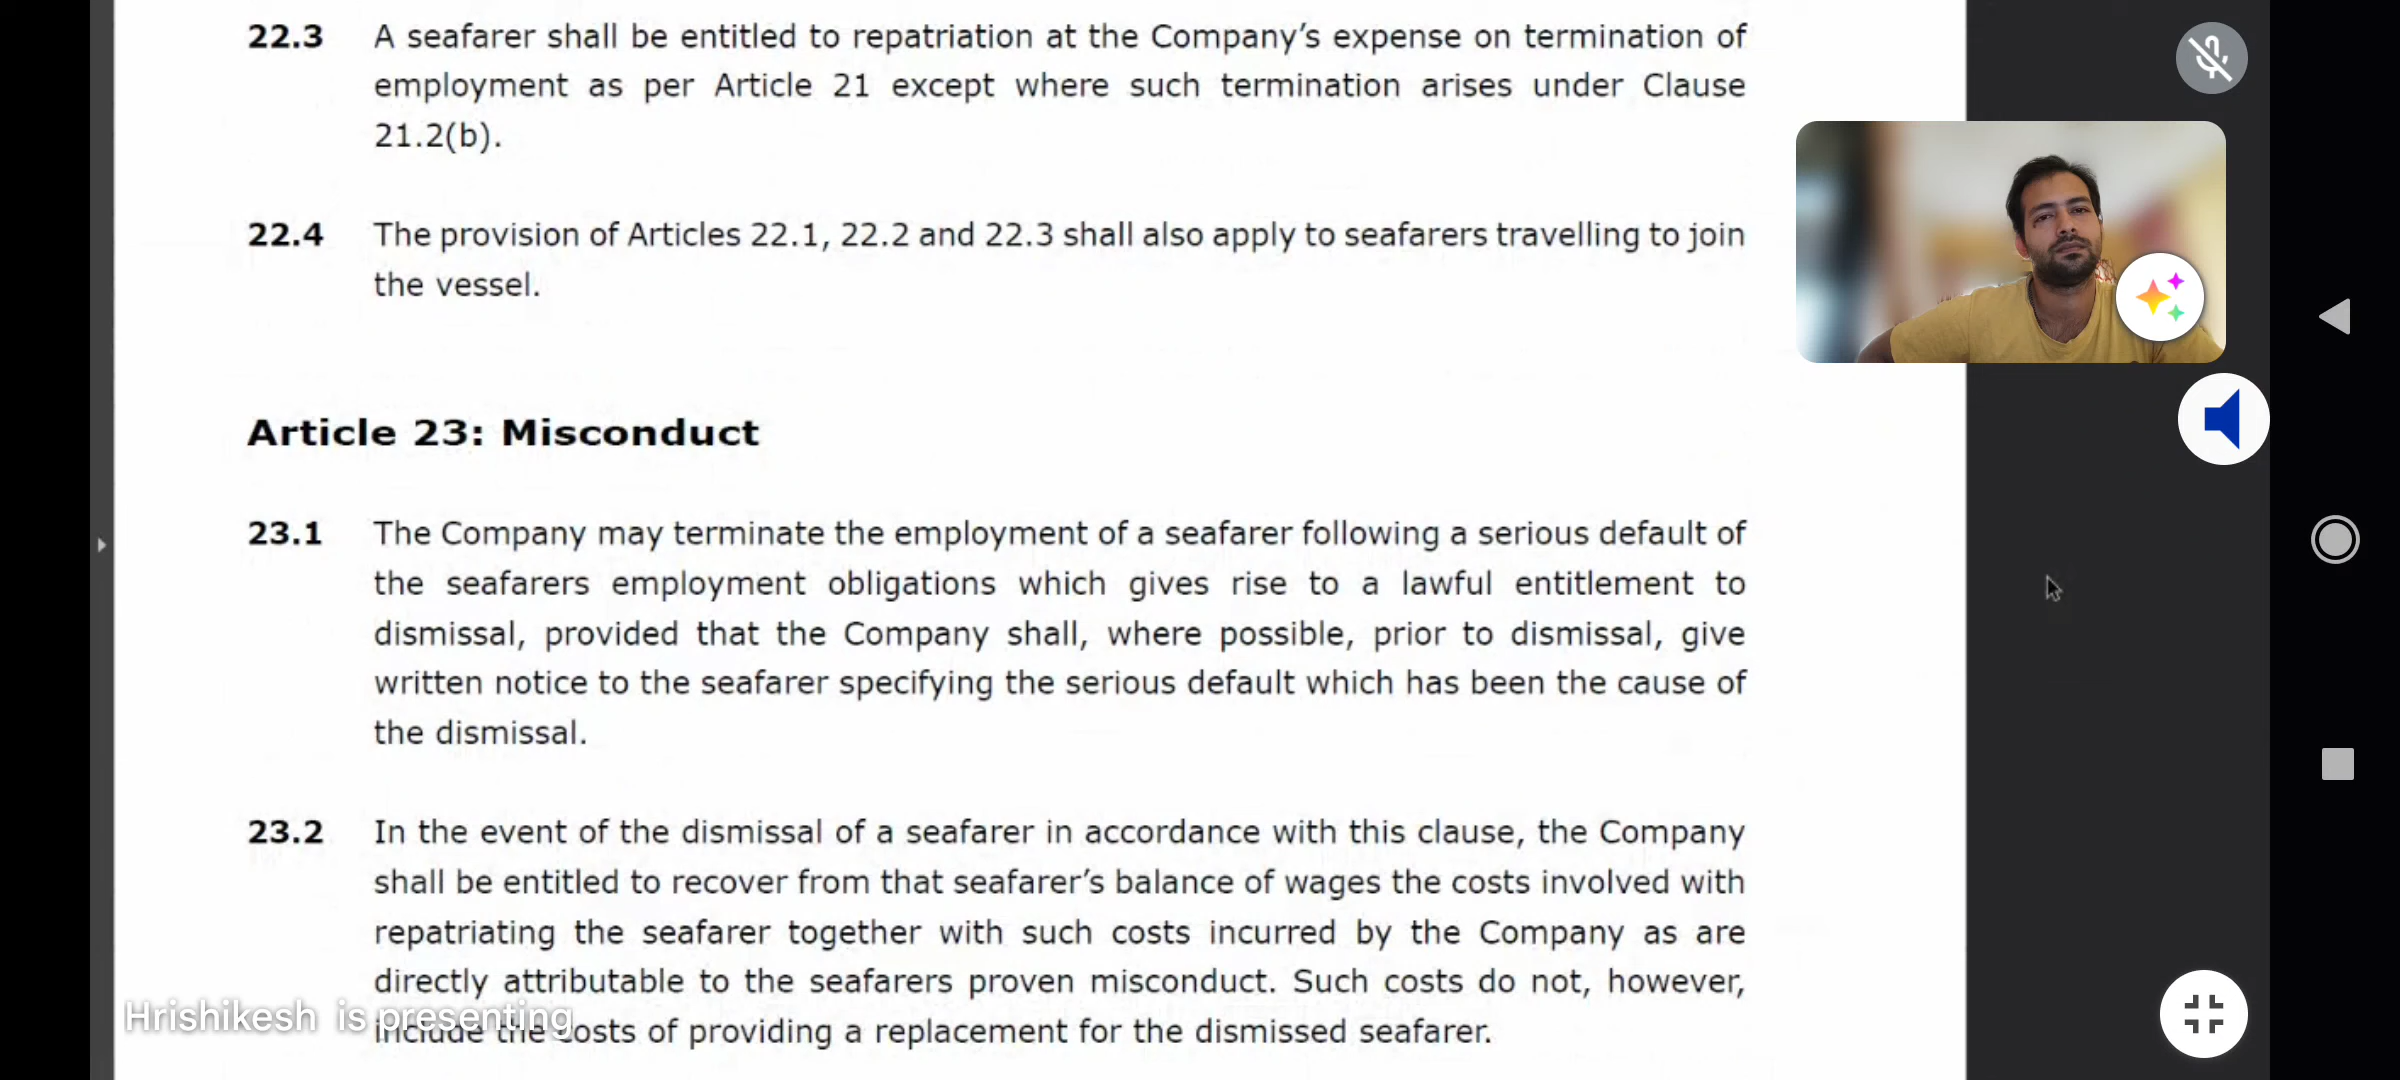 22.3 A seafarer shall be entitled to repatriation at the Company's expense on termination of
employment as per Article 21 except where such termination arises under Clause
21.2(b).
22.4 The provision of Articles 22.1, 22.2 and 22.3 shall also apply to seafarers travelling to join
the vessel.
Article 23: Misconduct
23.1 The Company may terminate the employment of a seafarer following a serious default of
the seafarers employment obligations which gives rise to a lawful entitlement to
dismissal, provided that the Company shall, where possible, prior to dismissal, give
written notice to the seafarer specifying the serious default which has been the cause of
the dismissal.
23.2 In the event of the dismissal of a seafarer in accordance with this clause, the Company
shall be entitled to recover from that seafarer's balance of wages the costs involved with
repatriating the seafarer together with such costs incurred by the Company as are
directly attributable to the seafarers proven misconduct. Such costs do not, however,
include the costs of providing a replacement for the dismissed seafarer.
Hrishikesh is presenting